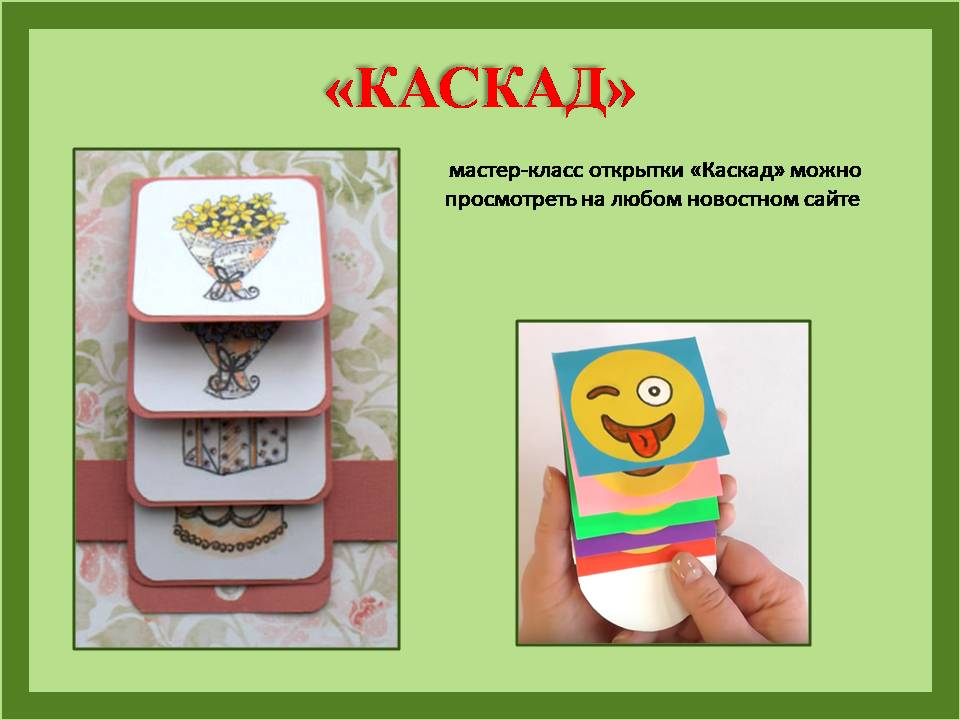 «КАСКАД»
мастер-класс открытки «Каскад» можно
просмотреть на любом новостном сайте